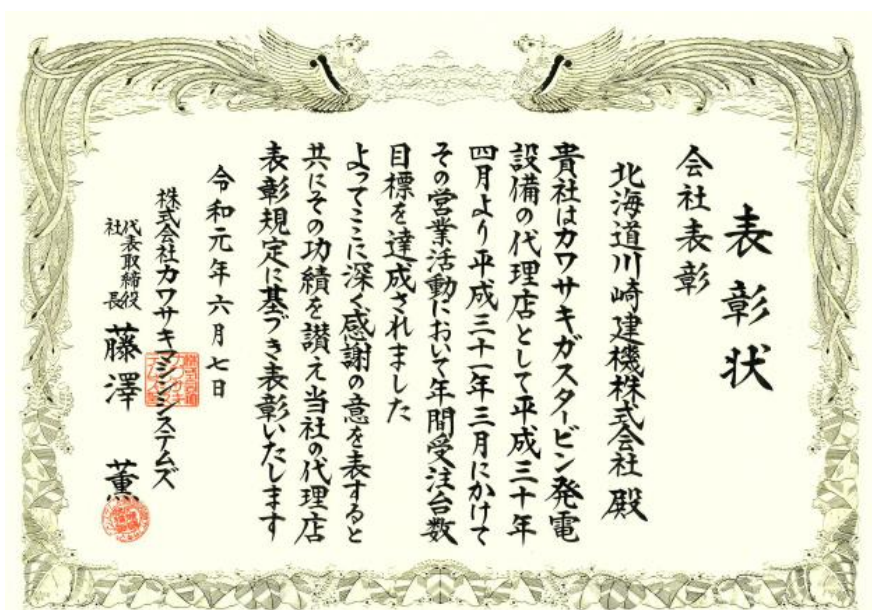 表彰状
会社表彰
北海道川崎建機株式会社 殿
貴社はカワサキガスタービン発電
設備の代理店として平成三十年
四月より平成三十一年三月にかけて
その営業活動において年間受注台数
目標を達成されました
よってここに深く感謝の意を表すると
共にその功績を讃え当社の代理店
表彰規定に基づき表彰いたします
令和元年六月七日
株式会社カワサキマシンシステムズ
代表取締役
社長
藤澤 薫